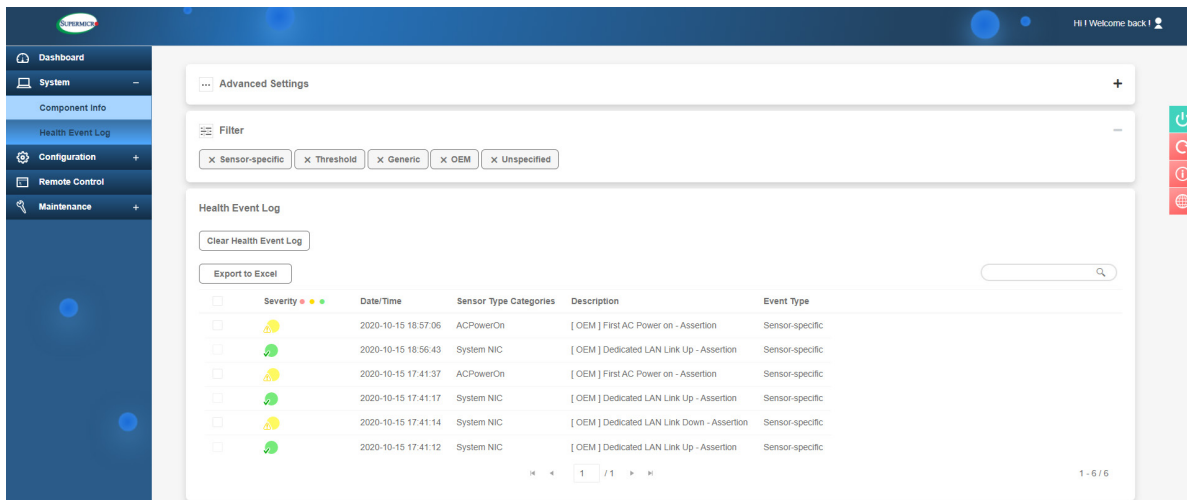 SUPERMICR
Hi ! Welcome back !
Dashboard
System −
Component Info
Health Event Log
Configuration +
Remote Control
Maintenance +
Advanced Settings +
Filter −
× Sensor-specific × Threshold × Generic × OEM × Unspecified
Health Event Log
Clear Health Event Log
Export to Excel
Severity Date/Time Sensor Type Categories Description Event Type
2020-10-15 18:57:06 ACPowerOn [ OEM ] First AC Power on - Assertion Sensor-specific
2020-10-15 18:56:43 System NIC [ OEM ] Dedicated LAN Link Up - Assertion Sensor-specific
2020-10-15 17:41:37 ACPowerOn [ OEM ] First AC Power on - Assertion Sensor-specific
2020-10-15 17:41:17 System NIC [ OEM ] Dedicated LAN Link Up - Assertion Sensor-specific
2020-10-15 17:41:14 System NIC [ OEM ] Dedicated LAN Link Down - Assertion Sensor-specific
2020-10-15 17:41:12 System NIC [ OEM ] Dedicated LAN Link Up - Assertion Sensor-specific
1 / 1
1 - 6 / 6